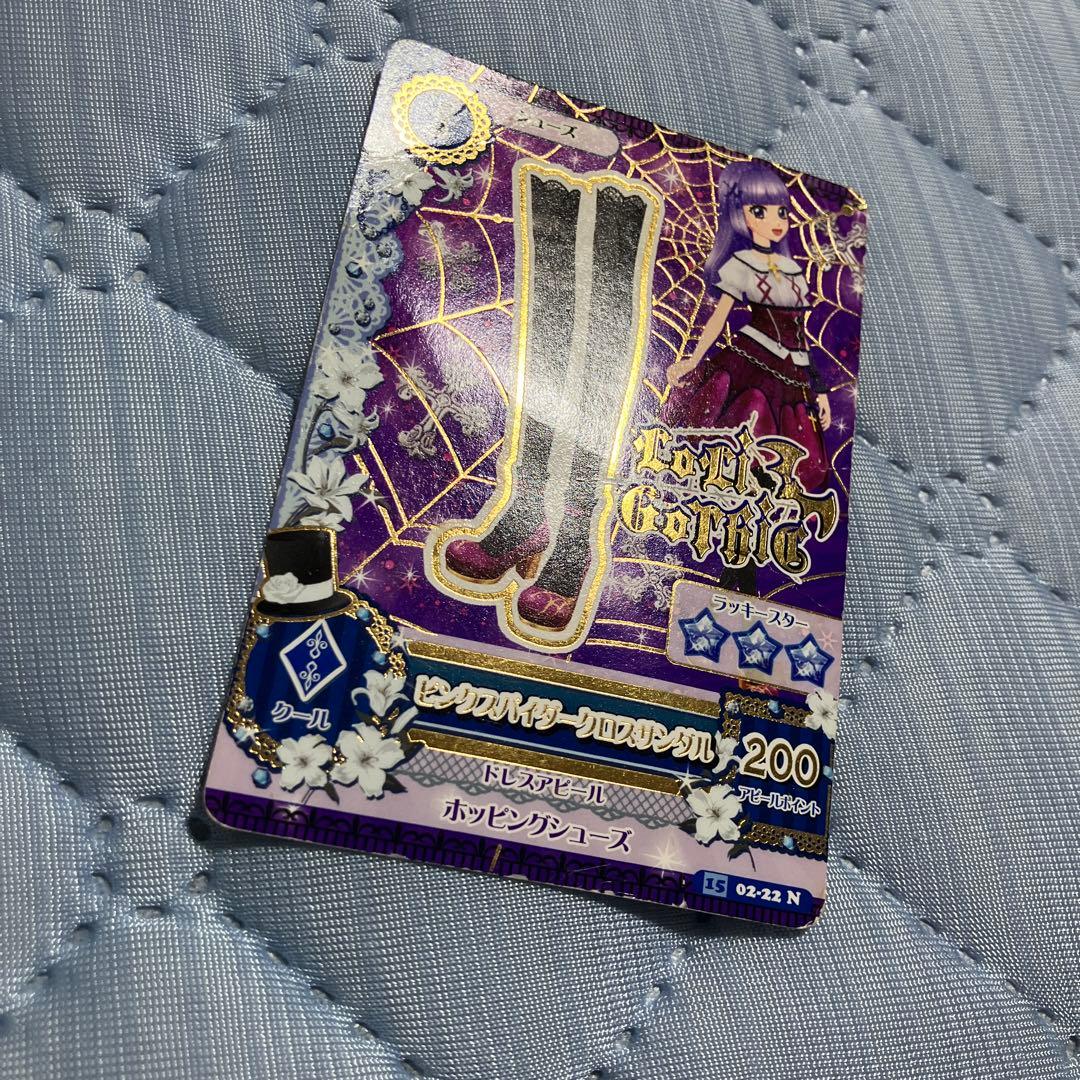 シューズ
LoLi
GoThic
ラッキースター
クール
ピンクスパイダークロスサンダル
200
アピールポイント
ドレスアピール
ホッピングシューズ
15 02-22 N